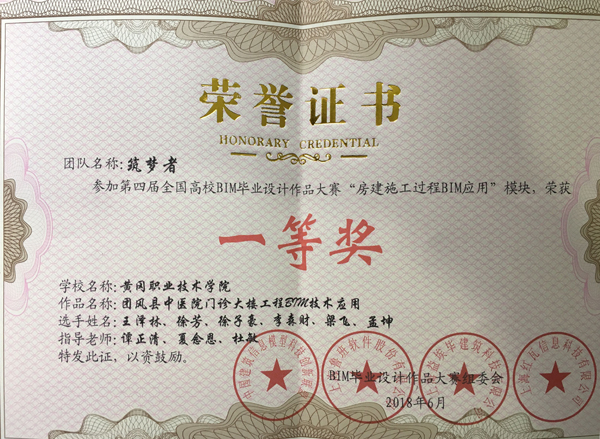 荣誉证书
HONORARY CREDENTIAL
团队名称：筑梦者
参加第四届全国高校BIM毕业设计作品大赛“房建施工过程BIM应用”模块，荣获
一等奖
学校名称：黄冈职业技术学院
作品名称：团风县中医院门诊大楼工程BIM技术应用
选手姓名：王泽林、徐芳、徐子豪、李森财、梁飞、孟坤
指导老师：谭正清、夏念恩、杜敏
特发此证，以资鼓励。
BIM毕业设计作品大赛组委会
2018年6月